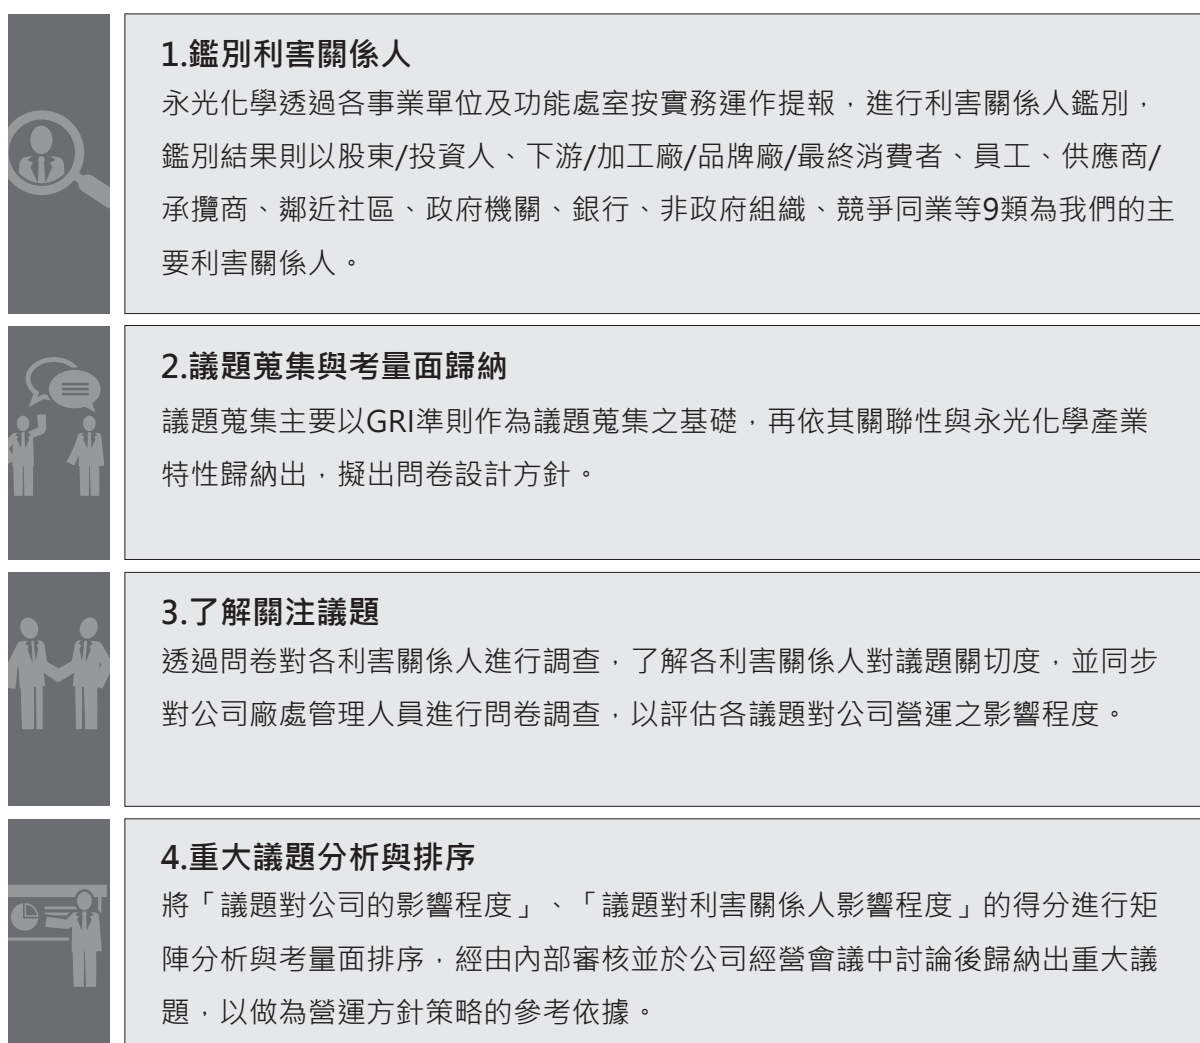 1.鑑別利害關係人
永光化學透過各事業單位及功能處室按實務運作提報，進行利害關係人鑑別，
鑑別結果則以股東/投資人、下游/加工廠/品牌廠/最終消費者、員工、供應商/
承攬商、鄰近社區、政府機關、銀行、非政府組織、競爭同業等9類為我們的主
要利害關係人。
2.議題蒐集與考量面歸納
議題蒐集主要以GRI準則作為議題蒐集之基礎，再依其關聯性與永光化學產業
特性歸納出，擬出問卷設計方針。
3.了解關注議題
透過問卷對各利害關係人進行調查，了解各利害關係人對議題關切度，並同步
對公司廠處管理人員進行問卷調查，以評估各議題對公司營運之影響程度。
4.重大議題分析與排序
將「議題對公司的影響程度」、「議題對利害關係人影響程度」的得分進行矩
陣分析與考量面排序，經由內部審核並於公司經營會議中討論後歸納出重大議
題，以做為營運方針策略的參考依據。